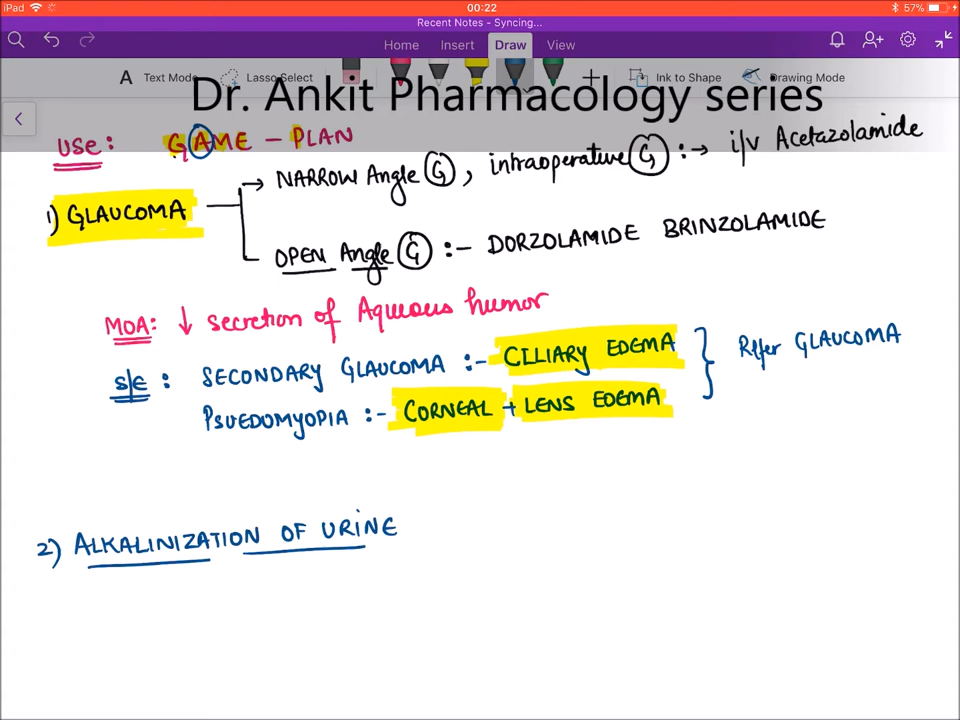 iPad 00:22 57%
Recent Notes - Syncing...
Home Insert Draw View
A Text Mode Lasso Select Ink to Shape Drawing Mode
Dr. Ankit Pharmacology series
USe: GAME - PLAN
→ NARROW Angle G, intraoperative G :→ i/v Acetazolamide
1) GLAUCOMA
OPEN Angle G :- DORZOLAMIDE BRINZOLAMIDE
MOA: ↓ secretion of Aqueous humor
s/e : SECONDARY GLAUCOMA :- CILIARY EDEMA } Refer GLAUCOMA
PSUEDOMYOPIA :- CORNEAL + LENS EDEMA
2) ALKALINIZATION OF URINE